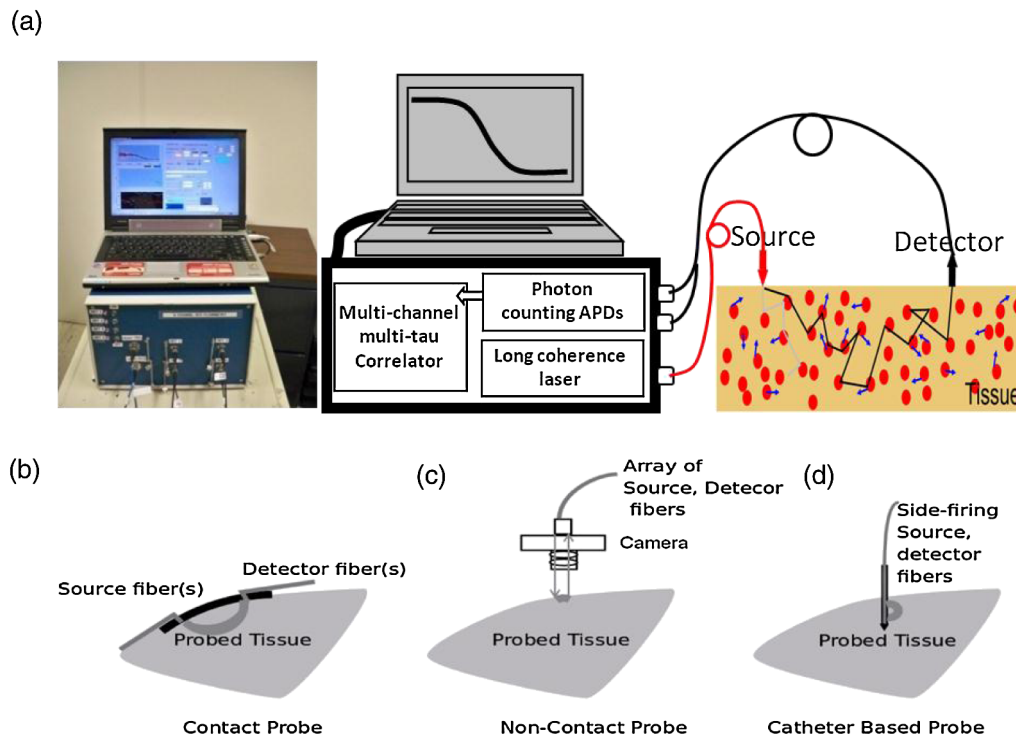 (a)
Source
Detector
Photon
counting APDs
Multi-channel
multi-tau
Correlator
Long coherence
laser
Tissue
(b)
(c)
(d)
Array of
Source, Detecor
fibers
Camera
Side-firing
Source,
detector
fibers
Source fiber(s)
Detector fiber(s)
Probed Tissue
Probed Tissue
Probed Tissue
Contact Probe
Non-Contact Probe
Catheter Based Probe